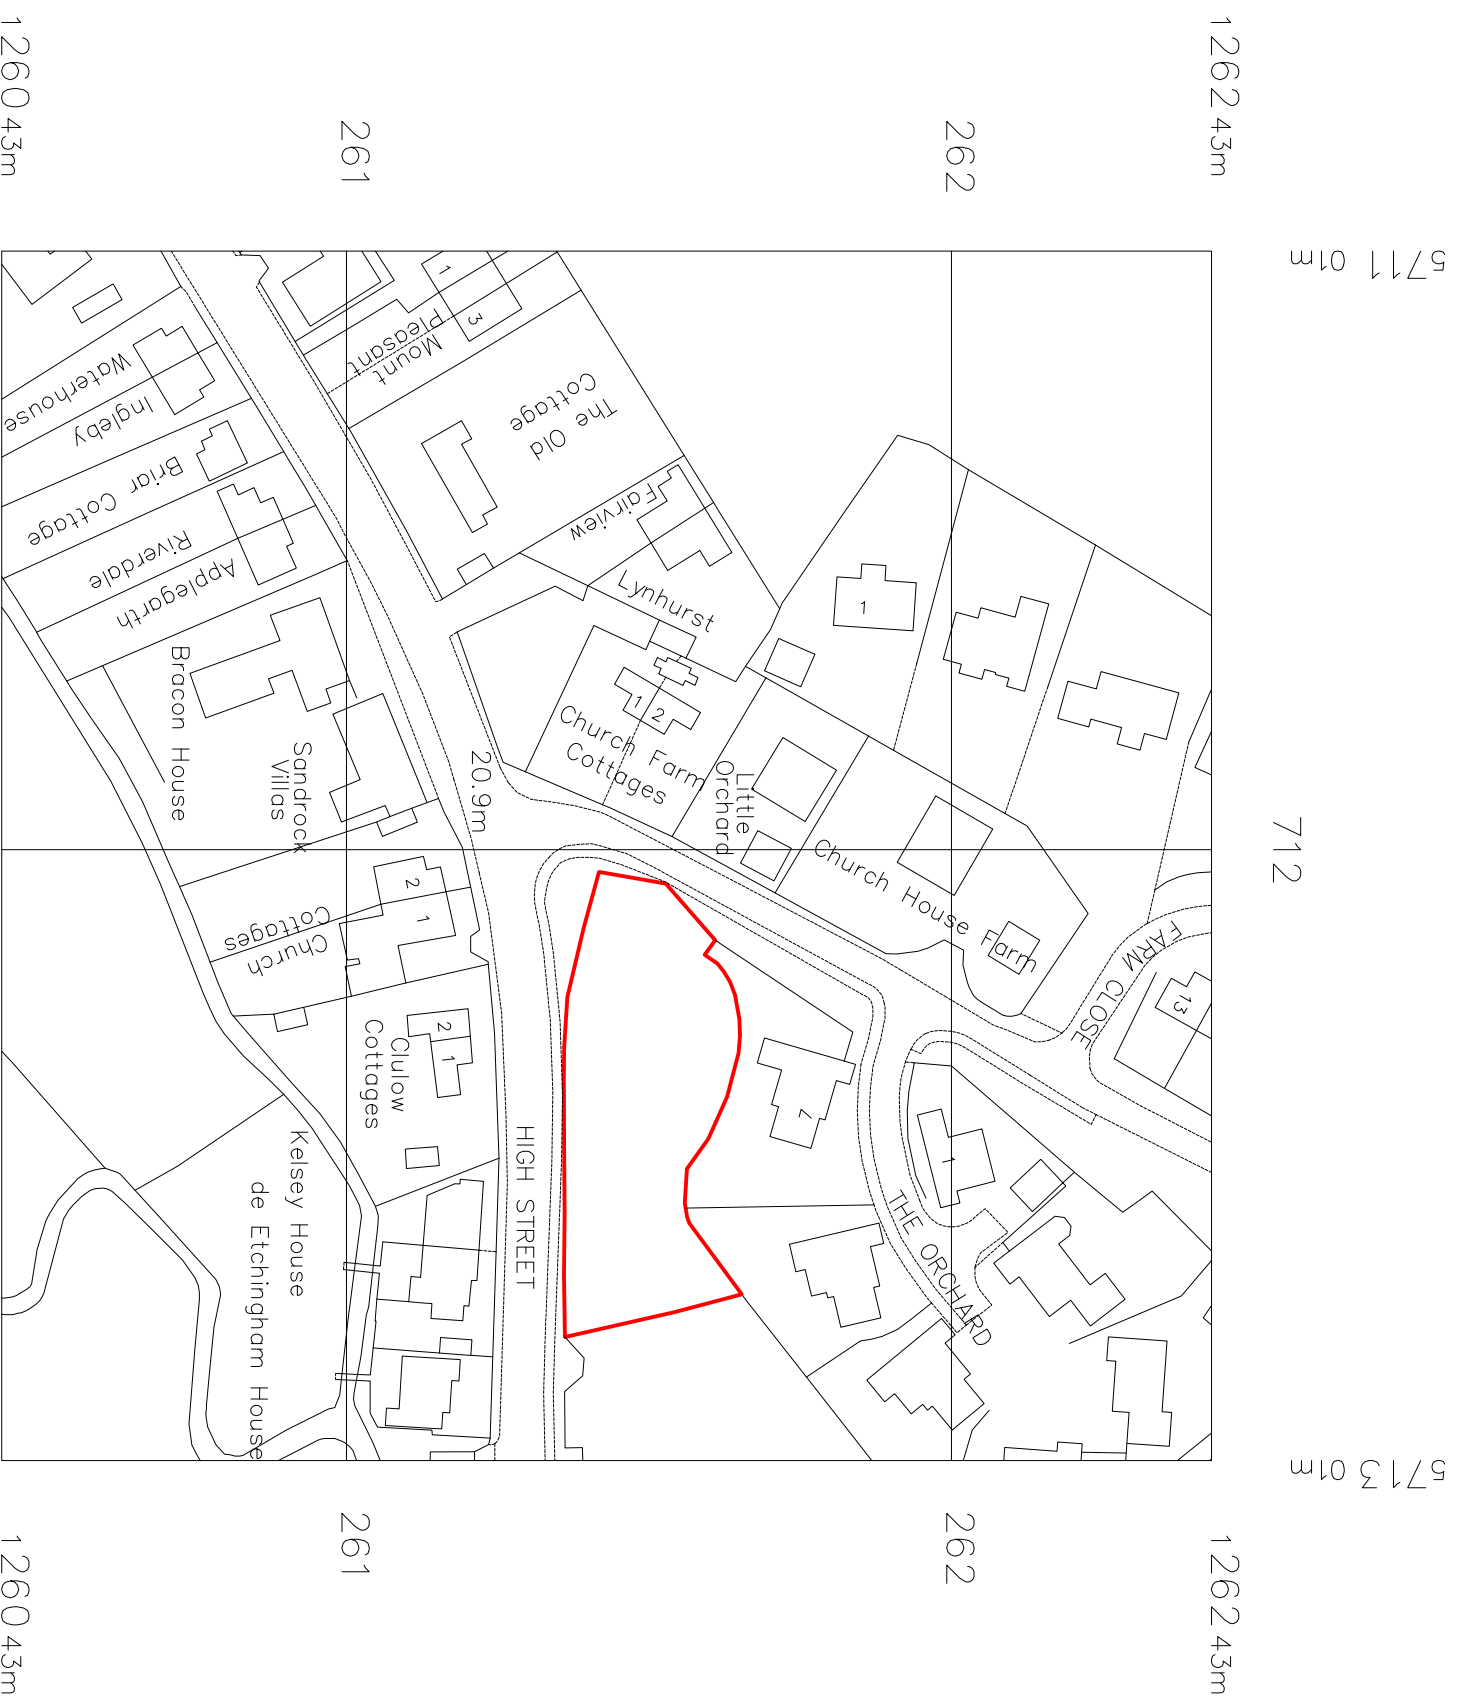 1260 43m
261
262
1262 43m
5711 01m
712
5713 01m
1260 43m
261
262
1262 43m
1
3
Mount
Pleasant
The Old
Cottage
Fairview
Lynhurst
Waterhouse
Ingleby
Briar Cottage
Riverdale
Applegarth
Bracon House
Sandrock
Villas
20.9m
1
2
Church Farm
Cottages
Little
Orchard
1
Church House Farm
FARM CLOSE
13
2
1
Church
Cottages
2
1
Clulow
Cottages
HIGH STREET
Kelsey House
de Etchingham House
1
THE ORCHARD